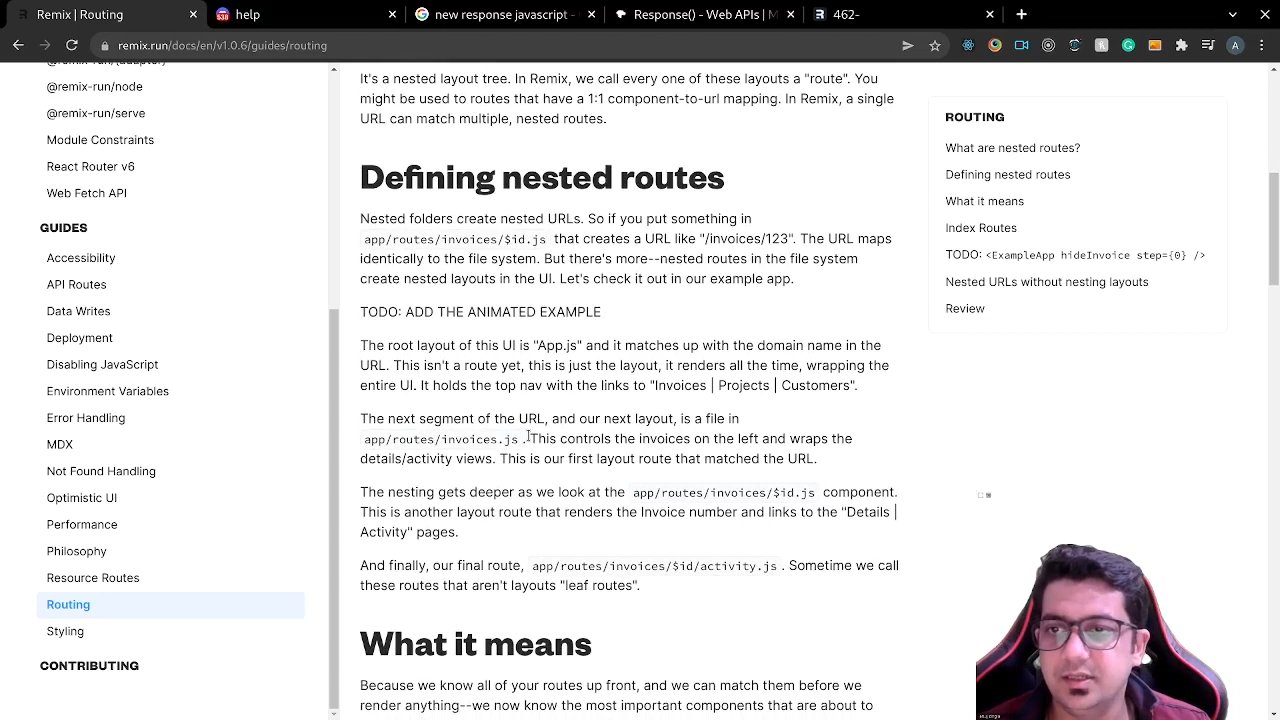 Remix | Routing
help
new response javascript -
Response() - Web APIs | M
462-
remix.run/docs/en/v1.0.6/guides/routing
A
@remix-run/{adapter}
@remix-run/node
@remix-run/serve
Module Constraints
React Router v6
Web Fetch API
GUIDES
Accessibility
API Routes
Data Writes
Deployment
Disabling JavaScript
Environment Variables
Error Handling
MDX
Not Found Handling
Optimistic UI
Performance
Philosophy
Resource Routes
Routing
Styling
CONTRIBUTING
It's a nested layout tree. In Remix, we call every one of these layouts a "route". You
might be used to routes that have a 1:1 component-to-url mapping. In Remix, a single
URL can match multiple, nested routes.
Defining nested routes
Nested folders create nested URLs. So if you put something in
app/routes/invoices/$id.js that creates a URL like "/invoices/123". The URL maps
identically to the file system. But there's more--nested routes in the file system
create nested layouts in the UI. Let's check it out in our example app.
TODO: ADD THE ANIMATED EXAMPLE
The root layout of this UI is "App.js" and it matches up with the domain name in the
URL. This isn't a route yet, this is just the layout, it renders all the time, wrapping the
entire UI. It holds the top nav with the links to "Invoices | Projects | Customers".
The next segment of the URL, and our next layout, is a file in
app/routes/invoices.js. This controls the invoices on the left and wraps the
details/activity views. This is our first layout route that matched the URL.
The nesting gets deeper as we look at the app/routes/invoices/$id.js component.
This is another layout route that renders the Invoice number and links to the "Details |
Activity" pages.
And finally, our final route, app/routes/invoices/$id/activity.js. Sometime we call
these routes that aren't layouts "leaf routes".
What it means
Because we know all of your routes up front, and we can match them before we
render anything--we now know the most important components that are about to
ROUTING
What are nested routes?
Defining nested routes
What it means
Index Routes
TODO: <ExampleApp hideInvoice step={0} />
Nested URLs without nesting layouts
Review